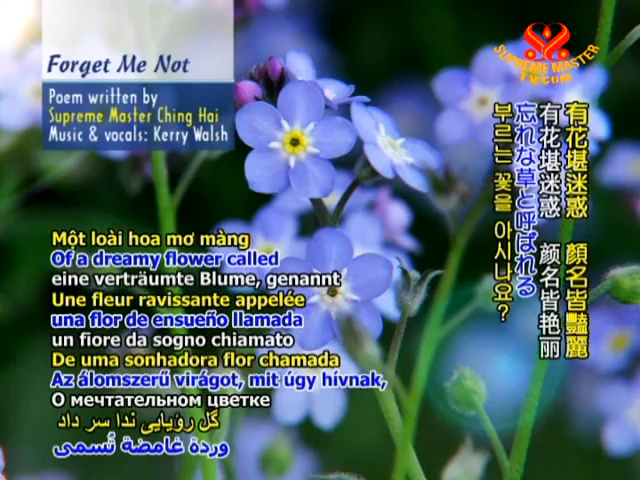 Forget Me Not
Poem written by
Supreme Master Ching Hai
Music & vocals: Kerry Walsh
SUPREME MASTER
TV.COM
有花堪迷惑 顏名皆豔麗
有花堪迷惑 颜名皆艳丽
忘れな草と呼ばれる
부르는 꽃을 아시나요?
Một loài hoa mơ màng
Of a dreamy flower called
eine verträumte Blume, genannt
Une fleur ravissante appelée
una flor de ensueño llamada
un fiore da sogno chiamato
De uma sonhadora flor chamada
Az álomszerű virágot, mit úgy hívnak,
О мечтательном цветке
گل رؤیایی ندا سر داد
وردة غامضة تُسمى